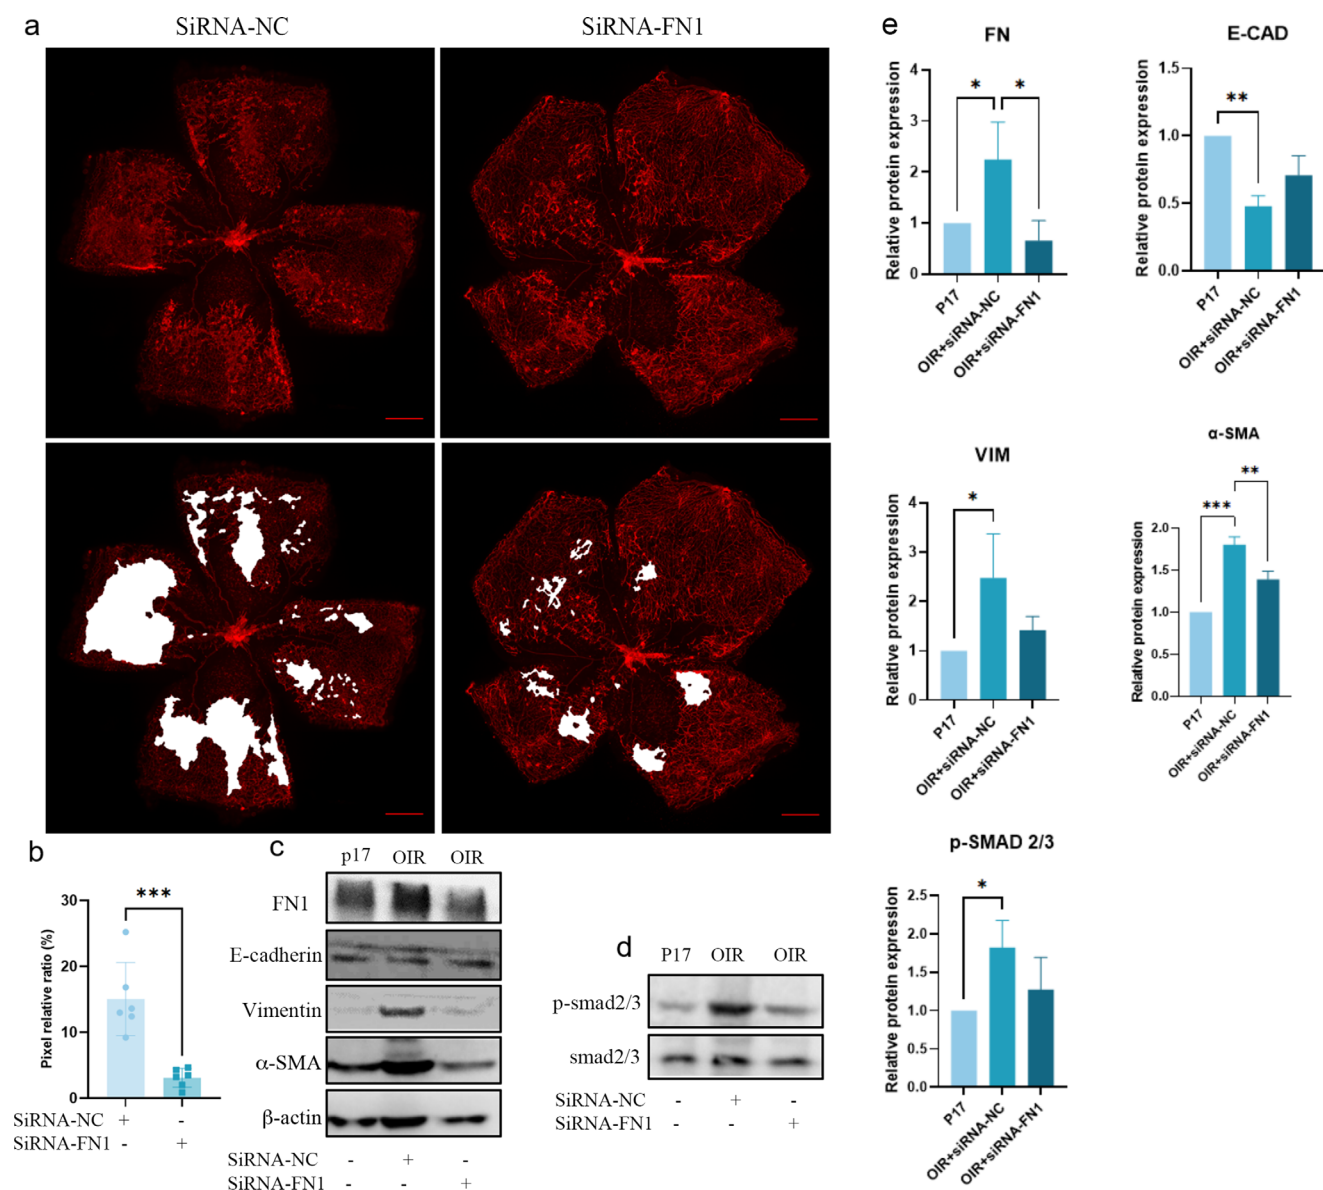 a
SiRNA-NC
SiRNA-FN1
b
***
30
20
10
0
Pixel relative ratio (%)
SiRNA-NC + -
SiRNA-FN1 - +
c
p17 OIR OIR
FN1
E-cadherin
Vimentin
α-SMA
β-actin
SiRNA-NC - + -
SiRNA-FN1 - - +
d
P17 OIR OIR
p-smad2/3
smad2/3
SiRNA-NC - + -
SiRNA-FN1 - - +
e
FN
* *
4
3
2
1
0
Relative protein expression
P17
OIR+siRNA-NC
OIR+siRNA-FN1
E-CAD
**
1.5
1.0
0.5
0.0
Relative protein expression
P17
OIR+siRNA-NC
OIR+siRNA-FN1
VIM
*
4
3
2
1
0
Relative protein expression
P17
OIR+siRNA-NC
OIR+siRNA-FN1
α-SMA
**
***
2.0
1.5
1.0
0.5
0.0
Relative protein expression
P17
OIR+siRNA-NC
OIR+siRNA-FN1
p-SMAD 2/3
*
2.5
2.0
1.5
1.0
0.5
0.0
Relative protein expression
P17
OIR+siRNA-NC
OIR+siRNA-FN1